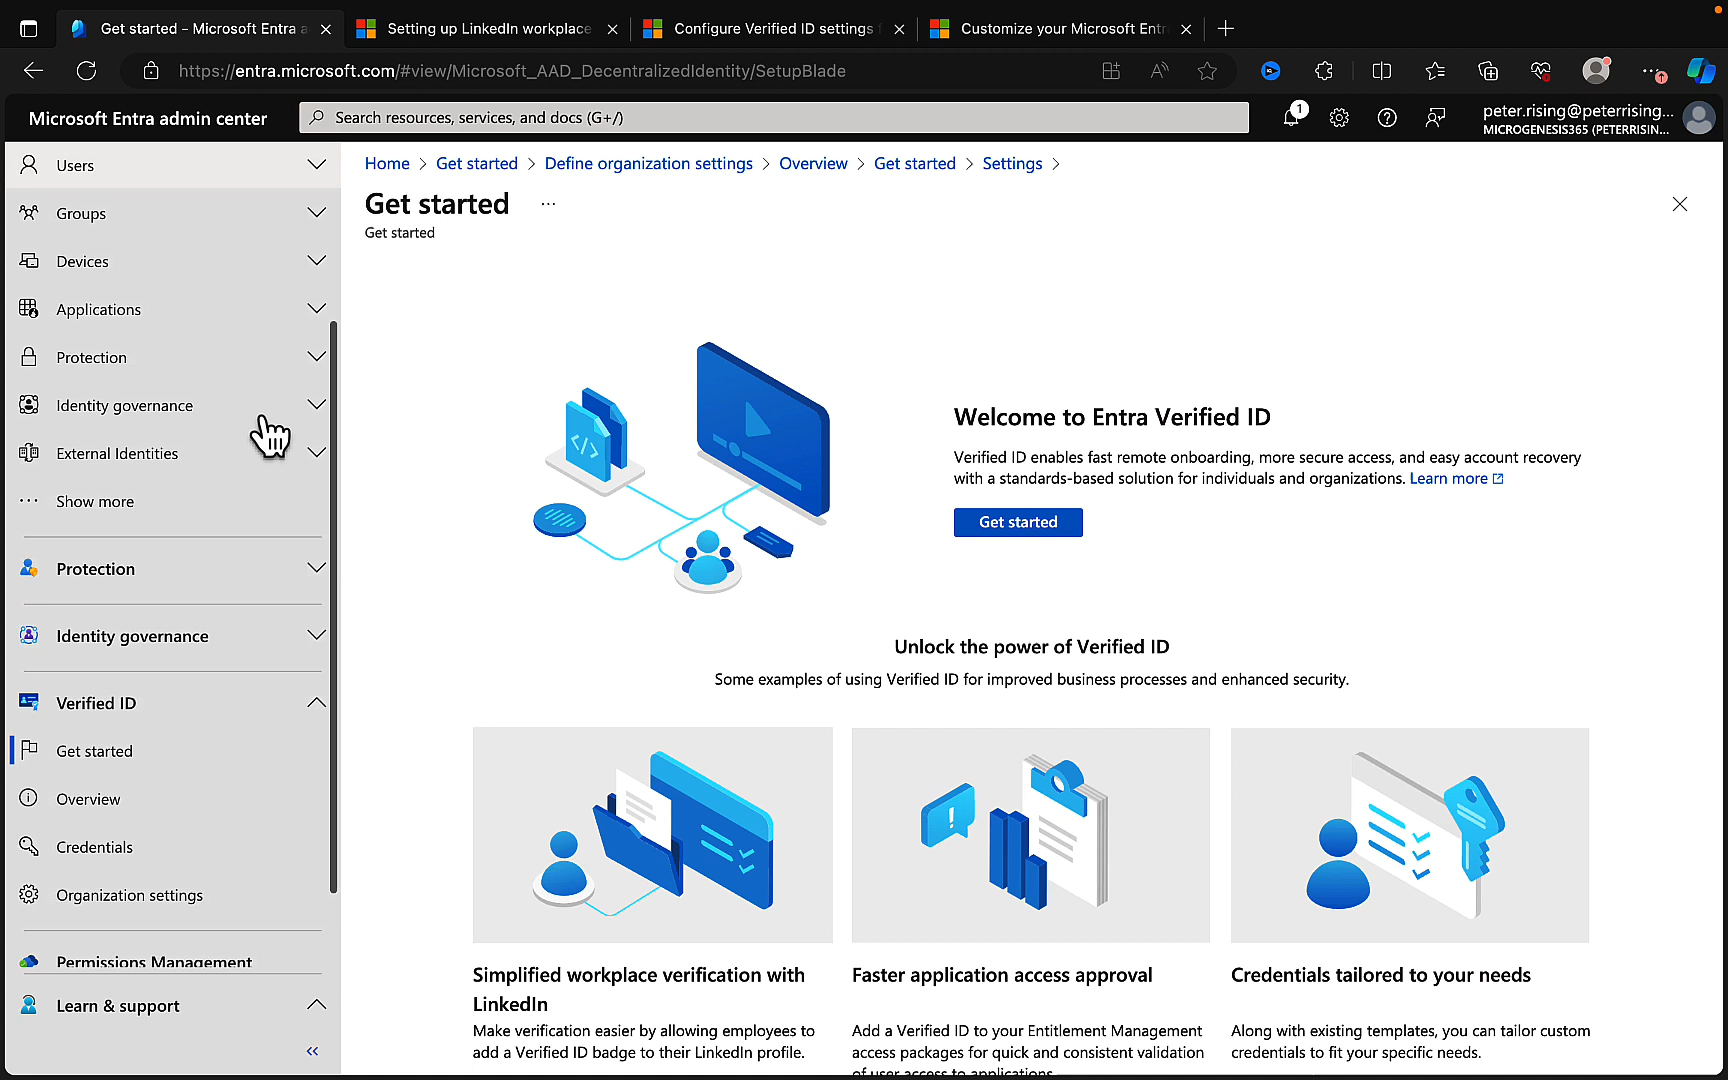 Get started - Microsoft Entra a
Setting up LinkedIn workplace
Configure Verified ID settings f
Customize your Microsoft Entra
https://entra.microsoft.com/#view/Microsoft_AAD_DecentralizedIdentity/SetupBlade
Microsoft Entra admin center
Search resources, services, and docs (G+/)
1
peter.rising@peterrising...
MICROGENESIS365 (PETERRISIN...
Users
Groups
Devices
Applications
Protection
Identity governance
External Identities
Show more
Protection
Identity governance
Verified ID
Get started
Overview
Credentials
Organization settings
Permissions Management
Learn & support
Home > Get started > Define organization settings > Overview > Get started > Settings >
Get started ...
Get started
Welcome to Entra Verified ID
Verified ID enables fast remote onboarding, more secure access, and easy account recovery
with a standards-based solution for individuals and organizations. Learn more
Get started
Unlock the power of Verified ID
Some examples of using Verified ID for improved business processes and enhanced security.
Simplified workplace verification with
LinkedIn
Make verification easier by allowing employees to
add a Verified ID badge to their LinkedIn profile.
Faster application access approval
Add a Verified ID to your Entitlement Management
access packages for quick and consistent validation
of user access to applications.
Credentials tailored to your needs
Along with existing templates, you can tailor custom
credentials to fit your specific needs.